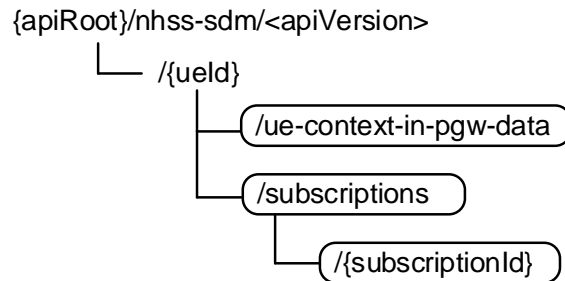 {apiRoot}/nhss-sdm/<apiVersion>
/{ueId}
/ue-context-in-pgw-data
/subscriptions
/{subscriptionId}